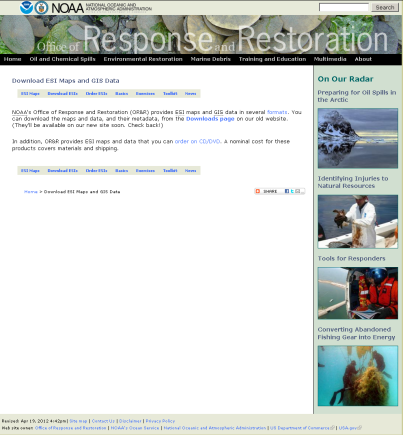 NOAA NATIONAL OCEANIC AND
ATMOSPHERIC ADMINISTRATION
Search
Office of Response and Restoration
Home Oil and Chemical Spills Environmental Restoration Marine Debris Training and Education Multimedia About
Download ESI Maps and GIS Data
ESI Maps Download ESIs Order ESIs Basics Exercises Toolkit News
NOAA's Office of Response and Restoration (OR&R) provides ESI maps and GIS data in several formats. You
can download the maps and data, and their metadata, from the Downloads page on our old website.
(They'll be available on our new site soon. Check back!)
In addition, OR&R provides ESI maps and data that you can order on CD/DVD. A nominal cost for these
products covers materials and shipping.
ESI Maps Download ESIs Order ESIs Basics Exercises Toolkit News
Home > Download ESI Maps and GIS Data
SHARE
On Our Radar
Preparing for Oil Spills in
the Arctic
Identifying Injuries to
Natural Resources
Tools for Responders
Converting Abandoned
Fishing Gear into Energy
Revised: Apr 19, 2012 4:42pm | Site map | Contact Us | Disclaimer | Privacy Policy
Web site owner: Office of Response and Restoration | NOAA's Ocean Service | National Oceanic and Atmospheric Administration | US Department of Commerce | USA.gov